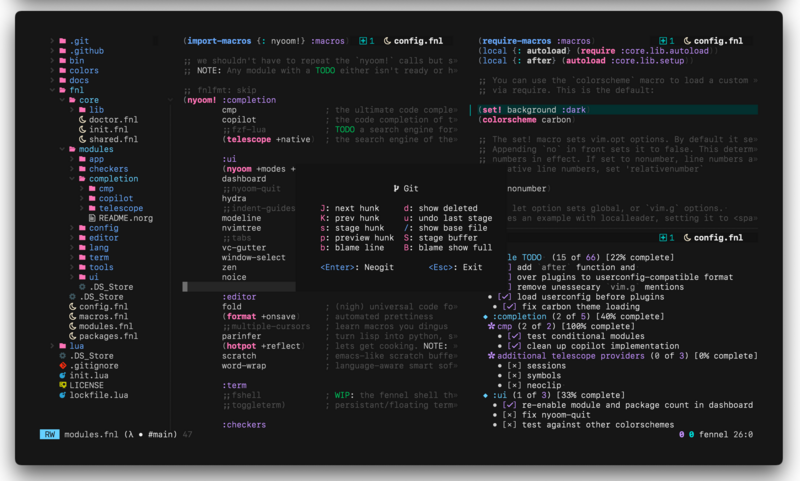 .git
.github
bin
colors
docs
fnl
core
lib
doctor.fnl
init.fnl
shared.fnl
modules
app
checkers
completion
cmp
copilot
telescope
README.norg
config
editor
lang
term
tools
ui
.DS_Store
.DS_Store
config.fnl
macros.fnl
modules.fnl
packages.fnl
lua
.DS_Store
.gitignore
init.lua
LICENSE
lockfile.lua
(import-macros {: nyoom!} :macros) 1 config.fnl
;; we shouldn't have to repeat the `nyoom!` calls but s»
;; NOTE: Any module with a TODO either isn't ready or h»
;; fnlfmt: skip
(nyoom! :completion
cmp ; the ultimate code comple»
copilot ; the code completion of t»
;;fzf-lua ; TODO a search engine for»
(telescope +native) ; the search engine of the»
:ui
(nyoom +modes +
dashboard
;;nyoom-quit
hydra
;;indent-guides
modeline
nvimtree
;;tabs
vc-gutter
window-select
zen
noice
:editor
fold ; (nigh) universal code fo»
(format +onsave) ; automated prettiness
;;multiple-cursors ; learn macros you dingus
parinfer ; turn lisp into python, s»
(hotpot +reflect) ; lets get cooking. NOTE: »
scratch ; emacs-like scratch buffe»
word-wrap ; language-aware smart sof»
:term
;;fshell ; WIP: the fennel shell th»
;;toggleterm) ; persistant/floating term»
:checkers
Git
J: next hunk d: show deleted
K: prev hunk u: undo last stage
s: stage hunk /: show base file
p: preview hunk S: stage buffer
b: blame line B: blame show full
<Enter>: Neogit <Esc>: Exit
(require-macros :macros) 1 config.fnl
(local {: autoload} (require :core.lib.autoload))
(local {: after} (autoload :core.lib.setup))
;; You can use the `colorscheme` macro to load a custom »
;; via require. This is the default:
(set! background :dark)
(colorscheme carbon)
;; The set! macro sets vim.opt options. By default it se»
;; Appending `no` in front sets it to false. This determ»
;; numbers in effect. If set to nonumber, line numbers a»
ative line numbers, set 'relativenumber'
nonumber)
let option sets global, or `vim.g` options.
es an example with localleader, setting it to <spa»
1 config.fnl
le TODO (15 of 66) [22% complete]
] add after function and
] over plugins to userconfig-compatible format
] remove unessecary vim.g mentions
[✓] load userconfig before plugins
[✓] fix carbon theme loading
:completion (2 of 5) [40% complete]
cmp (2 of 2) [100% complete]
[✓] test conditional modules
[✓] clean up copilot implementation
additional telescope providers (0 of 3) [0% complete]
[×] sessions
[×] symbols
[×] neoclip
:ui (1 of 3) [33% complete]
[✓] re-enable module and package count in dashboard
[×] fix nyoom-quit
[×] test against other colorschemes
RW modules.fnl (λ • #main) 47 0 0 fennel 26:0